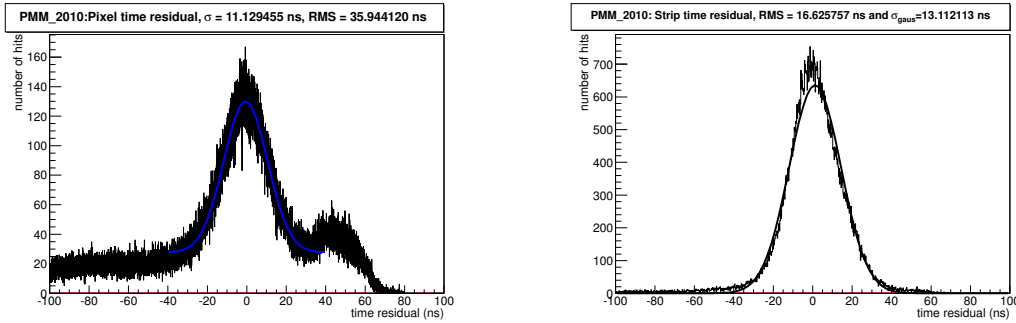 PMM_2010:Pixel time residual, σ = 11.129455 ns, RMS = 35.944120 ns
number of hits
160
140
120
100
80
60
40
20
0
-100 -80 -60 -40 -20 0 20 40 60 80 100
time residual (ns)
PMM_2010: Strip time residual, RMS = 16.625757 ns and σgaus=13.112113 ns
number of hits
700
600
500
400
300
200
100
0
-100 -80 -60 -40 -20 0 20 40 60 80 100
time residual (ns)